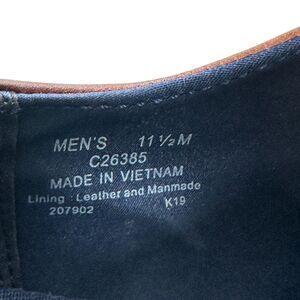 MEN'S 11 ½ M
C26385
MADE IN VIETNAM
Lining : Leather and Manmade
207902 K19